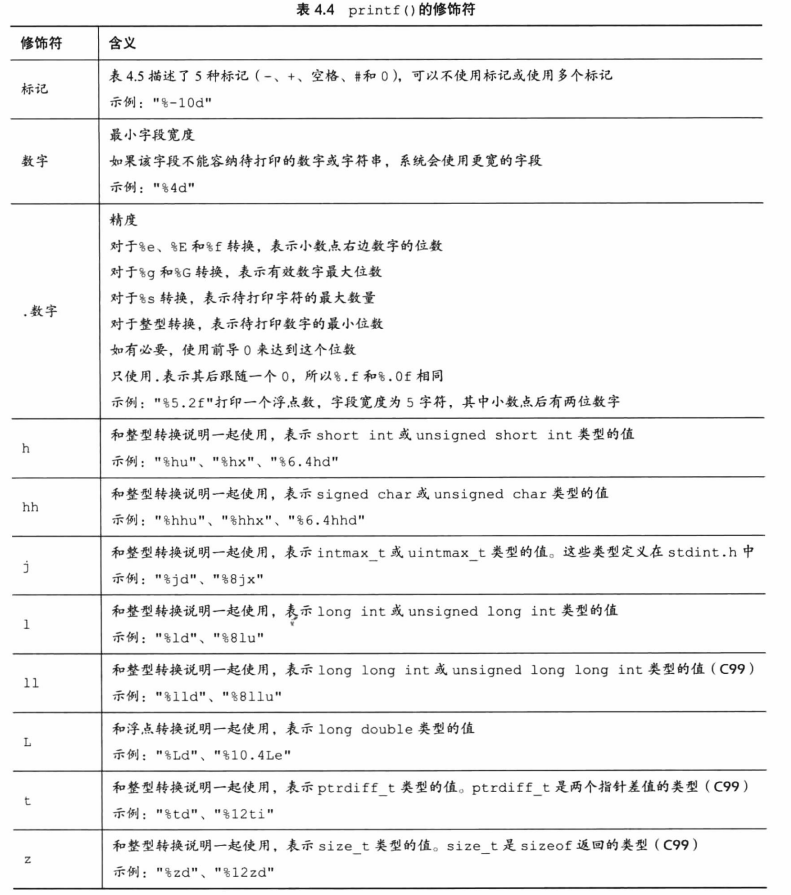 表 4.4 printf()的修饰符
修饰符 含义
标记
表 4.5 描述了 5 种标记（-、+、空格、#和 0），可以不使用标记或使用多个标记
示例："%-10d"
数字
最小字段宽度
如果该字段不能容纳待打印的数字或字符串，系统会使用更宽的字段
示例："%4d"
.数字
精度
对于%e、%E 和%f 转换，表示小数点右边数字的位数
对于%g 和%G 转换，表示有效数字最大位数
对于%s 转换，表示待打印字符的最大数量
对于整型转换，表示待打印数字的最小位数
如有必要，使用前导 0 来达到这个位数
只使用.表示其后跟随一个 0，所以%.f 和%.0f 相同
示例："%5.2f"打印一个浮点数，字段宽度为 5 字符，其中小数点后有两位数字
h
和整型转换说明一起使用，表示 short int 或 unsigned short int 类型的值
示例："%hu"、"%hx"、"%6.4hd"
hh
和整型转换说明一起使用，表示 signed char 或 unsigned char 类型的值
示例："%hhu"、"%hhx"、"%6.4hhd"
j
和整型转换说明一起使用，表示 intmax_t 或 uintmax_t 类型的值。这些类型定义在 stdint.h 中
示例："%jd"、"%8jx"
l
和整型转换说明一起使用，表示 long int 或 unsigned long int 类型的值
示例："%ld"、"%8lu"
ll
和整型转换说明一起使用，表示 long long int 或 unsigned long long int 类型的值（C99）
示例："%lld"、"%8llu"
L
和浮点转换说明一起使用，表示 long double 类型的值
示例："%Ld"、"%10.4Le"
t
和整型转换说明一起使用，表示 ptrdiff_t 类型的值。ptrdiff_t 是两个指针差值的类型（C99）
示例："%td"、"%12ti"
z
和整型转换说明一起使用，表示 size_t 类型的值。size_t 是 sizeof 返回的类型（C99）
示例："%zd"、"%12zd"